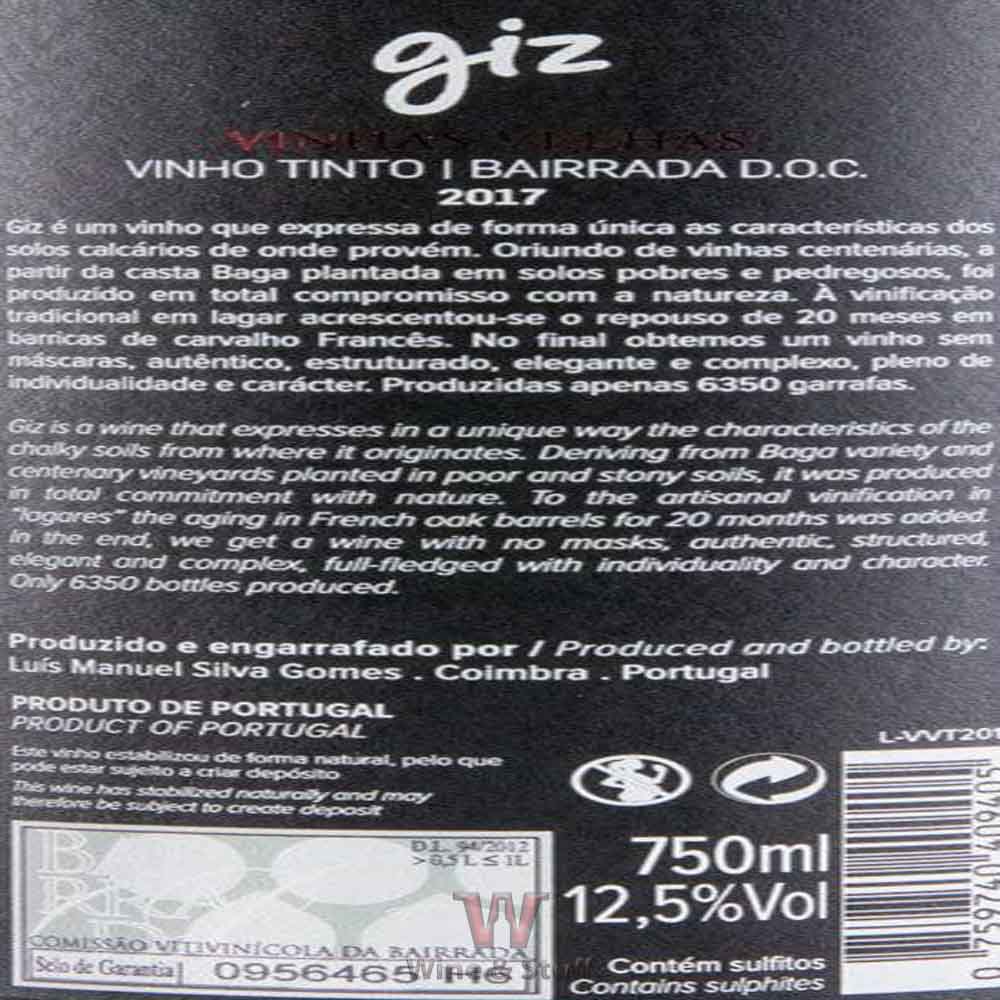 giz
VINHAS VELHAS
VINHO TINTO | BAIRRADA D.O.C.
2017
Giz é um vinho que expressa de forma única as características dos
solos calcários de onde provém. Oriundo de vinhas centenárias, a
partir da casta Baga plantada em solos pobres e pedregosos, foi
produzido em total compromisso com a natureza. À vinificação
tradicional em lagar acrescentou-se o repouso de 20 meses em
barricas de carvalho Francês. No final obtemos um vinho sem
máscaras, autêntico, estruturado, elegante e complexo, pleno de
individualidade e carácter. Produzidas apenas 6350 garrafas.
Giz is a wine that expresses in a unique way the characteristics of the
chalky soils from where it originates. Deriving from Baga variety and
centenary vineyards planted in poor and stony soils, it was produced
in total commitment with nature. To the artisanal vinification in
"lagares" the aging in French oak barrels for 20 months was added.
In the end, we get a wine with no masks, authentic, structured,
elegant and complex, full-fledged with individuality and character.
Only 6350 bottles produced.
Produzido e engarrafado por / Produced and bottled by:
Luís Manuel Silva Gomes . Coimbra . Portugal
PRODUTO DE PORTUGAL
PRODUCT OF PORTUGAL
Este vinho estabilizou de forma natural, pelo que
pode estar sujeito a criar depósito
This wine has stabilized naturally and may
therefore be subject to create deposit
L-VVT201
D.L. 94/2012
> 0,5 L ≤ 1L
COMISSÃO VITIVINÍCOLA DA BAIRRADA
Selo de Garantia
0956465
W
Wine & Stuff
750ml
12,5%Vol
Contém sulfitos
Contains sulphites
0 759740 409405